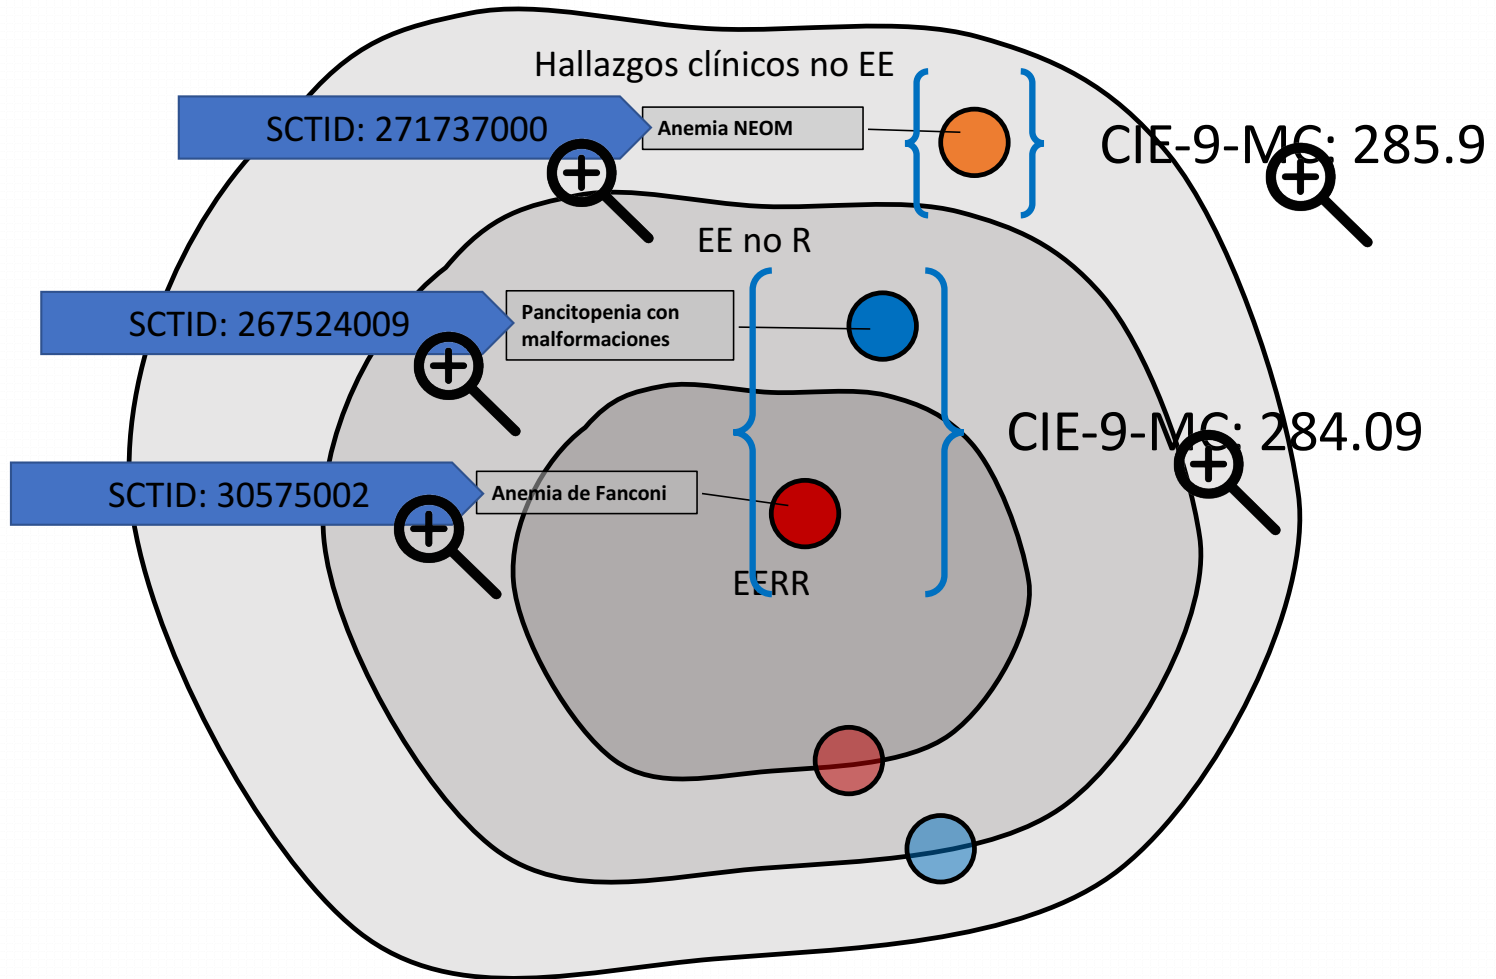 Hallazgos clínicos no EE
SCTID: 271737000
Anemia NEOM
CIE-9-MC: 285.9
EE no R
SCTID: 267524009
Pancitopenia con
malformaciones
CIE-9-MC: 284.09
SCTID: 30575002
Anemia de Fanconi
EERR